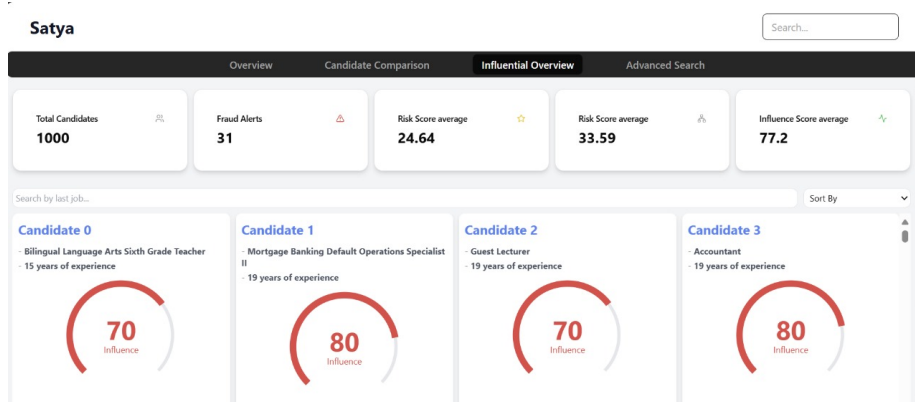 Satya
Search...
Overview
Candidate Comparison
Influential Overview
Advanced Search
Total Candidates
1000
Fraud Alerts
31
Risk Score average
24.64
Risk Score average
33.59
Influence Score average
77.2
Search by last job...
Sort By
Candidate 0
- Bilingual Language Arts Sixth Grade Teacher
- 15 years of experience
70
Influence
Candidate 1
- Mortgage Banking Default Operations Specialist
II
- 19 years of experience
80
Influence
Candidate 2
- Guest Lecturer
- 19 years of experience
70
Influence
Candidate 3
- Accountant
- 19 years of experience
80
Influence